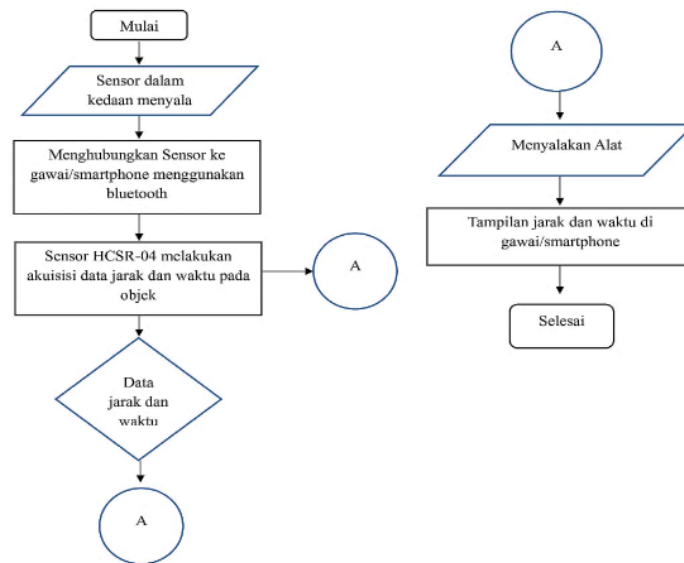 Mulai
Sensor dalam
kedaan menyala
Menghubungkan Sensor ke
gawai/smartphone menggunakan
bluetooth
Sensor HCSR-04 melakukan
akuisisi data jarak dan waktu pada
objek
A
Data
jarak dan
waktu
A
A
Menyalakan Alat
Tampilan jarak dan waktu di
gawai/smartphone
Selesai